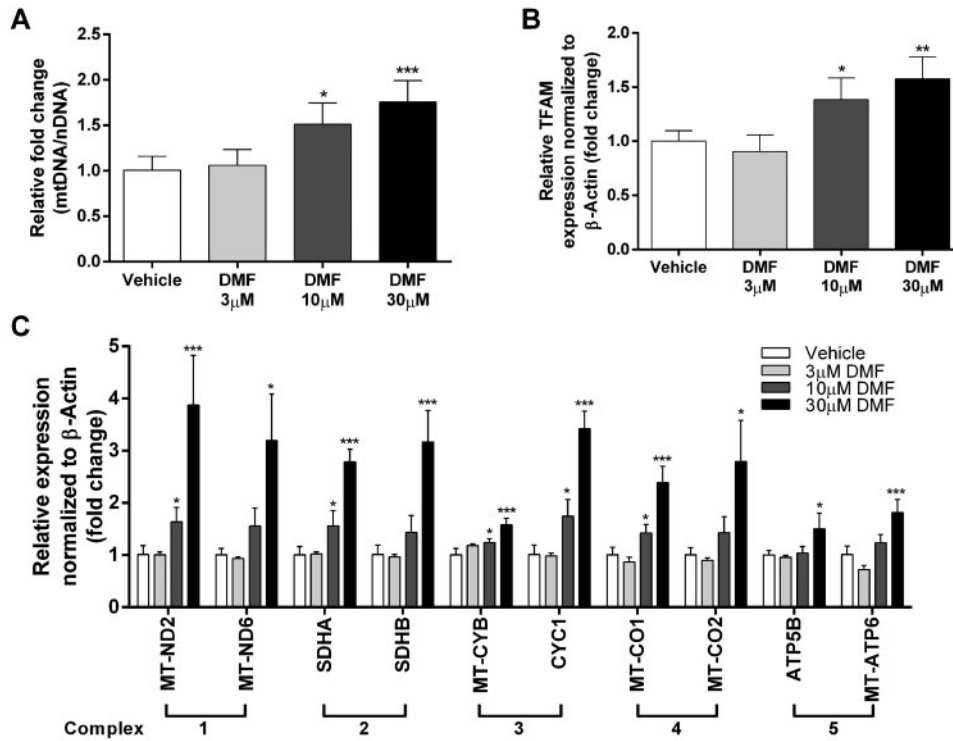 A
Relative fold change
(mtDNA/nDNA)
2.5
2.0
1.5
1.0
0.5
0.0
*
***
Vehicle
DMF
3μM
DMF
10μM
DMF
30μM
B
Relative TFAM
expression normalized to
β-Actin (fold change)
2.0
1.5
1.0
0.5
0.0
*
**
Vehicle
DMF
3μM
DMF
10μM
DMF
30μM
C
Relative expression
normalized to β-Actin
(fold change)
5
4
3
2
1
0
Vehicle
3μM DMF
10μM DMF
30μM DMF
* ***
*
* ***
***
* ***
* ***
* ***
*
*
***
MT-ND2
MT-ND6
SDHA
SDHB
MT-CYB
CYC1
MT-CO1
MT-CO2
ATP5B
MT-ATP6
Complex 1 2 3 4 5